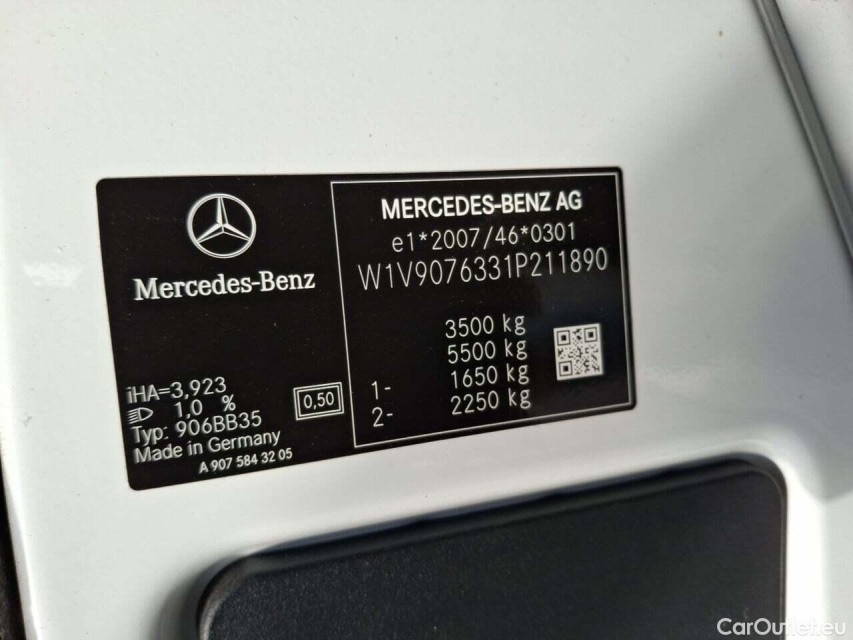 Mercedes-Benz
iHA=3,923
1,0 %
Typ: 906BB35
Made in Germany
A 907 584 32 05
0,50
MERCEDES-BENZ AG
e1*2007/46*0301
W1V9076331P211890
3500 kg
5500 kg
1- 1650 kg
2- 2250 kg
CarOutlet.eu